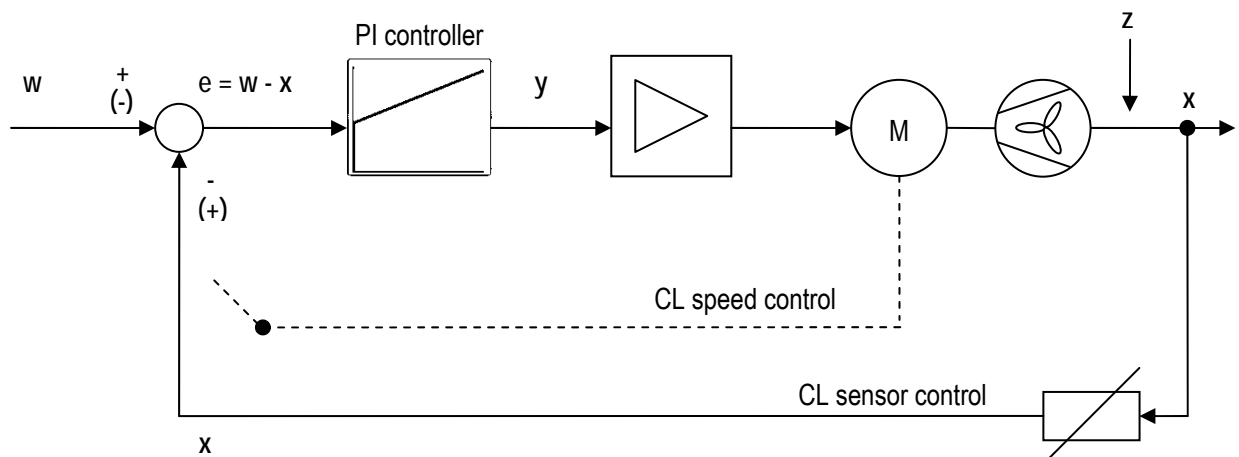 z
PI controller
w
+
(-)
e = w - x
y
x
M
-
(+)
CL speed control
CL sensor control
x